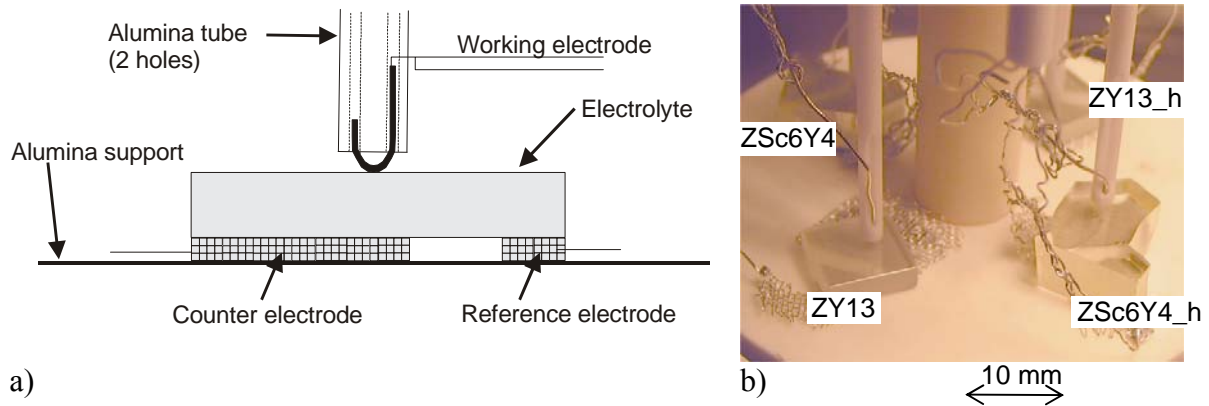 Alumina tube
(2 holes)
Working electrode
Electrolyte
Alumina support
Counter electrode
Reference electrode
a)
ZSc6Y4
ZY13_h
ZY13
ZSc6Y4_h
b)
10 mm